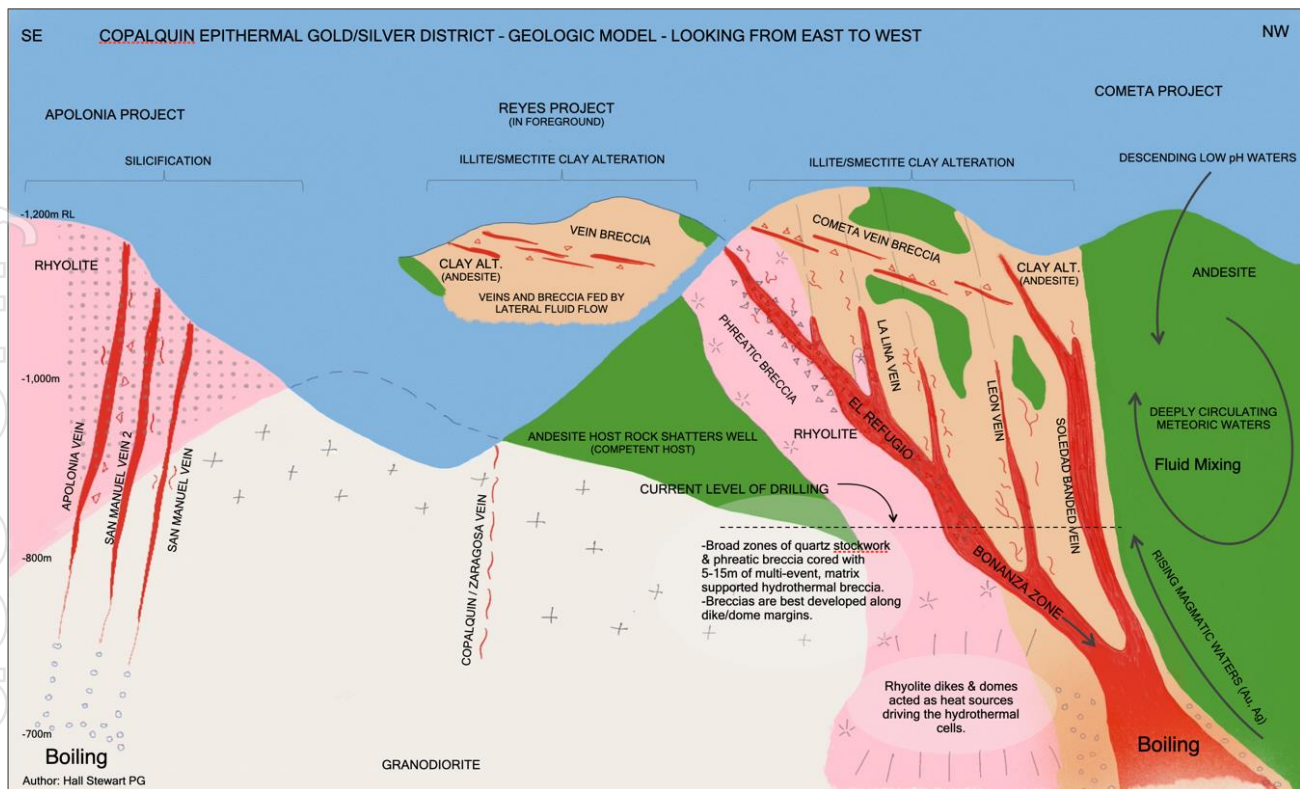 SE
COPALQUIN EPITHERMAL GOLD/SILVER DISTRICT - GEOLOGIC MODEL - LOOKING FROM EAST TO WEST
NW
APOLONIA PROJECT
REYES PROJECT
(IN FOREGROUND)
COMETA PROJECT
SILICIFICATION
ILLITE/SMECTITE CLAY ALTERATION
ILLITE/SMECTITE CLAY ALTERATION
DESCENDING LOW pH WATERS
-1,200m RL
RHYOLITE
VEIN BRECCIA
CLAY ALT.
(ANDESITE)
VEINS AND BRECCIA FED BY
LATERAL FLUID FLOW
COMETA VEIN BRECCIA
CLAY ALT.
(ANDESITE)
ANDESITE
-1,000m
APOLONIA VEIN
SAN MANUEL VEIN 2
SAN MANUEL VEIN
PHREATIC BRECCIA
EL REFUGIO
LA LINA VEIN
LEON VEIN
SOLEDAD BANDED VEIN
RHYOLITE
DEEPLY CIRCULATING
METEORIC WATERS
Fluid Mixing
ANDESITE HOST ROCK SHATTERS WELL
(COMPETENT HOST)
CURRENT LEVEL OF DRILLING
-800m
COPALQUIN / ZARAGOSA VEIN
-Broad zones of quartz stockwork
& phreatic breccia cored with
5-15m of multi-event, matrix
supported hydrothermal breccia.
-Breccias are best developed along
dike/dome margins.
BONANZA ZONE
RISING MAGMATIC WATERS (Au, Ag)
Rhyolite dikes & domes
acted as heat sources
driving the hydrothermal
cells.
-700m
Boiling
Boiling
GRANODIORITE
Author: Hall Stewart PG